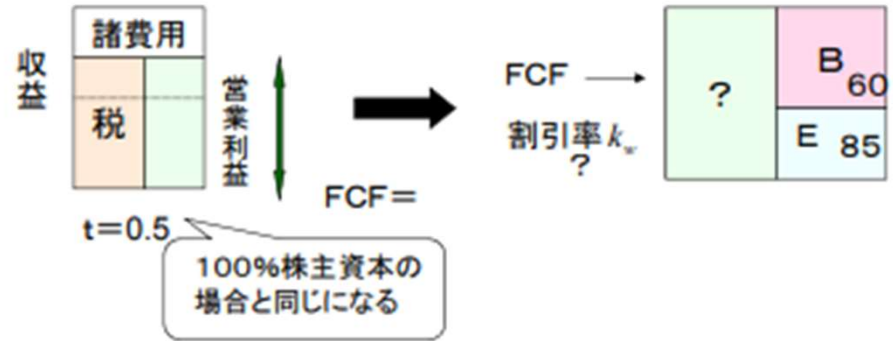 諸費用
収益
税
営業利益
t=0.5
FCF=
100%株主資本の
場合と同じになる
FCF
割引率 k_w
?
?
B 60
E 85